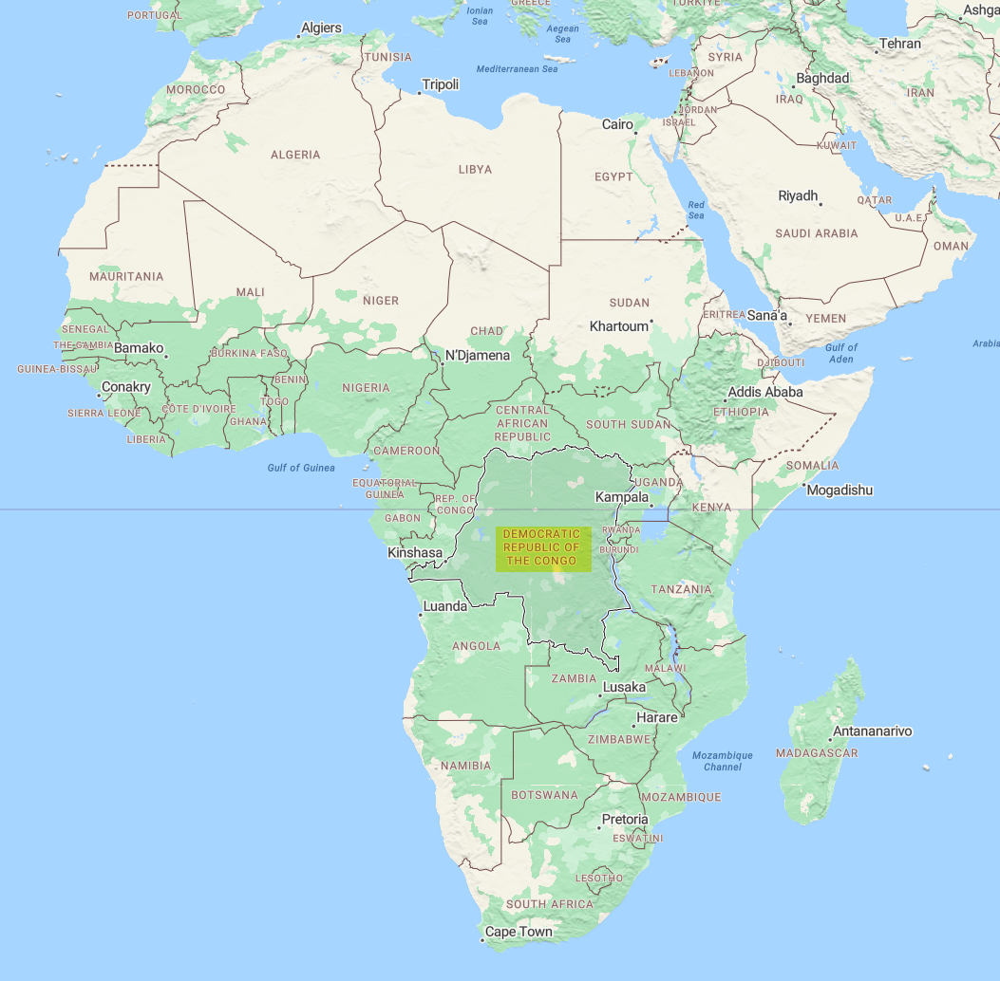 PORTUGAL
Algiers
Ionian
Sea
GREECE
Aegean
Sea
TÜRKIYE
Ashga
Tehran
TUNISIA
Mediterranean Sea
SYRIA
LEBANON
Baghdad
IRAQ
IRAN
MOROCCO
Tripoli
JORDAN
ISRAEL
Cairo
KUWAIT
ALGERIA
LIBYA
EGYPT
Riyadh
QATAR
Red
Sea
U.A.E.
SAUDI ARABIA
OMAN
MAURITANIA
MALI
NIGER
CHAD
SUDAN
Khartoum
ERITREA
Sana'a
YEMEN
Gulf of
Aden
Arabia
SENEGAL
THE GAMBIA
Bamako
GUINEA-BISSAU
BURKINA FASO
N'Djamena
DJIBOUTI
Conakry
BENIN
NIGERIA
TOGO
Addis Ababa
ETHIOPIA
SIERRA LEONE
CÔTE D'IVOIRE
GHANA
LIBERIA
CENTRAL
AFRICAN
REPUBLIC
SOUTH SUDAN
CAMEROON
Gulf of Guinea
SOMALIA
EQUATORIAL
GUINEA
REP. OF
CONGO
UGANDA
Kampala
Mogadishu
KENYA
GABON
RWANDA
BURUNDI
Kinshasa
DEMOCRATIC
REPUBLIC OF
THE CONGO
TANZANIA
Luanda
ANGOLA
ZAMBIA
MALAWI
Lusaka
Harare
ZIMBABWE
Antananarivo
MADAGASCAR
Mozambique
Channel
NAMIBIA
BOTSWANA
MOZAMBIQUE
Pretoria
ESWATINI
LESOTHO
SOUTH AFRICA
Cape Town